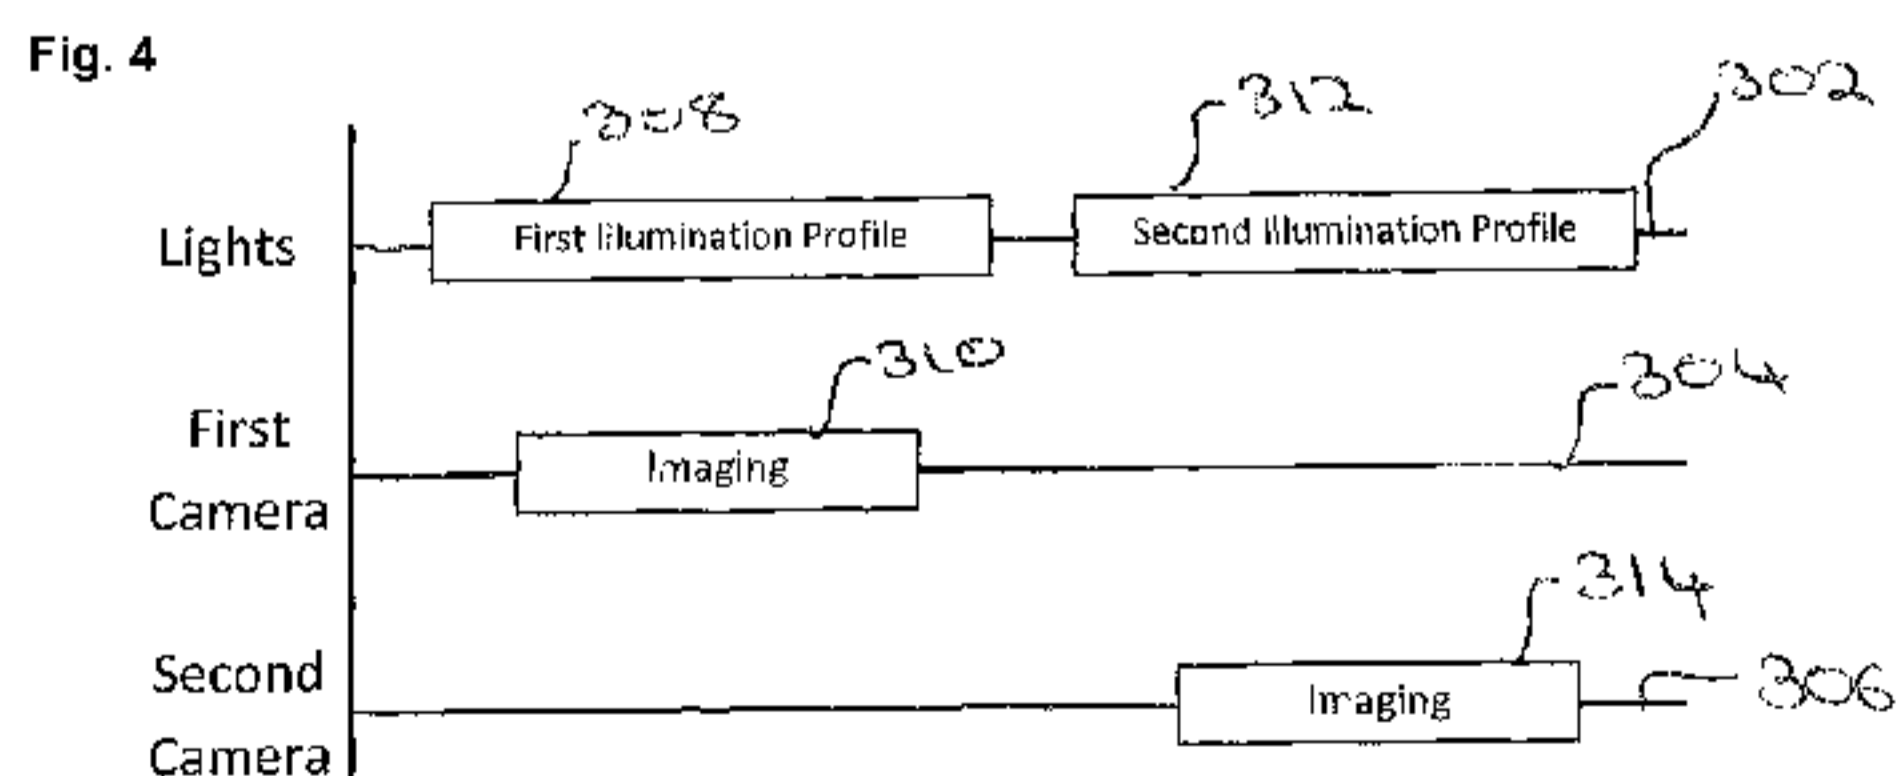 Fig. 4
308
312
302
Lights
First Illumination Profile
Second Illumination Profile
310
304
First
Camera
Imaging
314
Second
Camera
Imaging
306